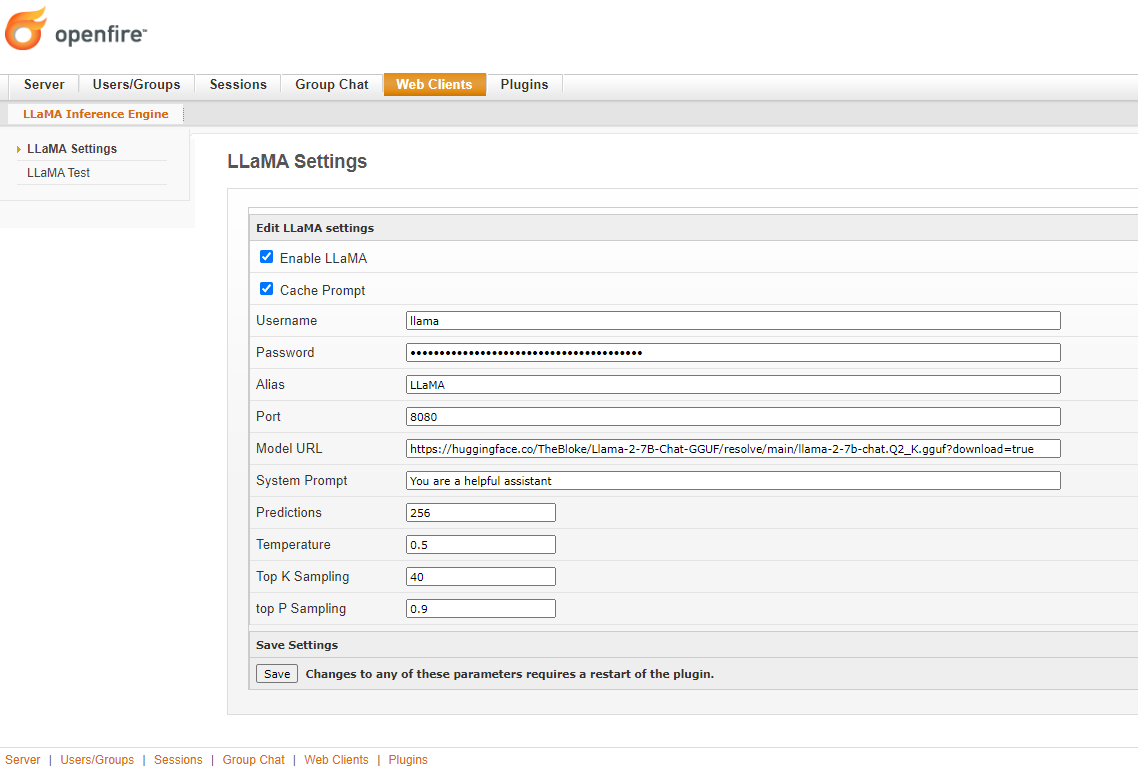 openfire™
Server Users/Groups Sessions Group Chat Web Clients Plugins
LLaMA Inference Engine
LLaMA Settings
LLaMA Test
LLaMA Settings
Edit LLaMA settings
Enable LLaMA
Cache Prompt
Username llama
Password ••••••••••••••••••••••••••••••••••••••••
Alias LLaMA
Port 8080
Model URL https://huggingface.co/TheBloke/Llama-2-7B-Chat-GGUF/resolve/main/llama-2-7b-chat.Q2_K.gguf?download=true
System Prompt You are a helpful assistant
Predictions 256
Temperature 0.5
Top K Sampling 40
top P Sampling 0.9
Save Settings
Save Changes to any of these parameters requires a restart of the plugin.
Server | Users/Groups | Sessions | Group Chat | Web Clients | Plugins